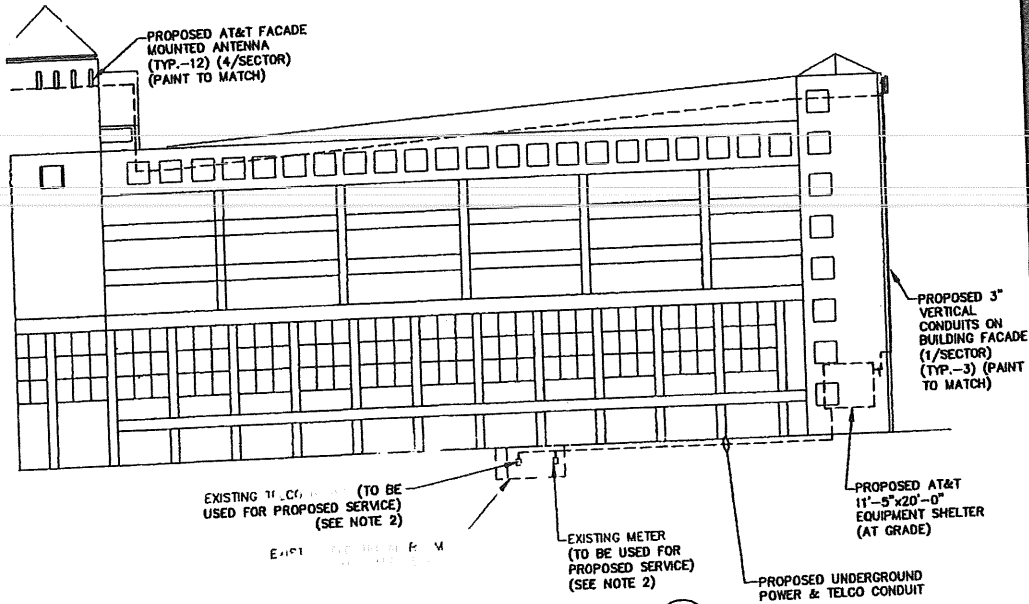 PROPOSED AT&T FACADE
MOUNTED ANTENNA
(TYP.-12) (4/SECTOR)
(PAINT TO MATCH)
PROPOSED 3"
VERTICAL
CONDUITS ON
BUILDING FACADE
(1/SECTOR)
(TYP.-3) (PAINT
TO MATCH)
EXISTING (TO BE
USED FOR PROPOSED SERVICE)
(SEE NOTE 2)
EXISTING METER
(TO BE USED FOR
PROPOSED SERVICE)
(SEE NOTE 2)
PROPOSED AT&T
11'-5"x20'-0"
EQUIPMENT SHELTER
(AT GRADE)
PROPOSED UNDERGROUND
POWER & TELCO CONDUIT